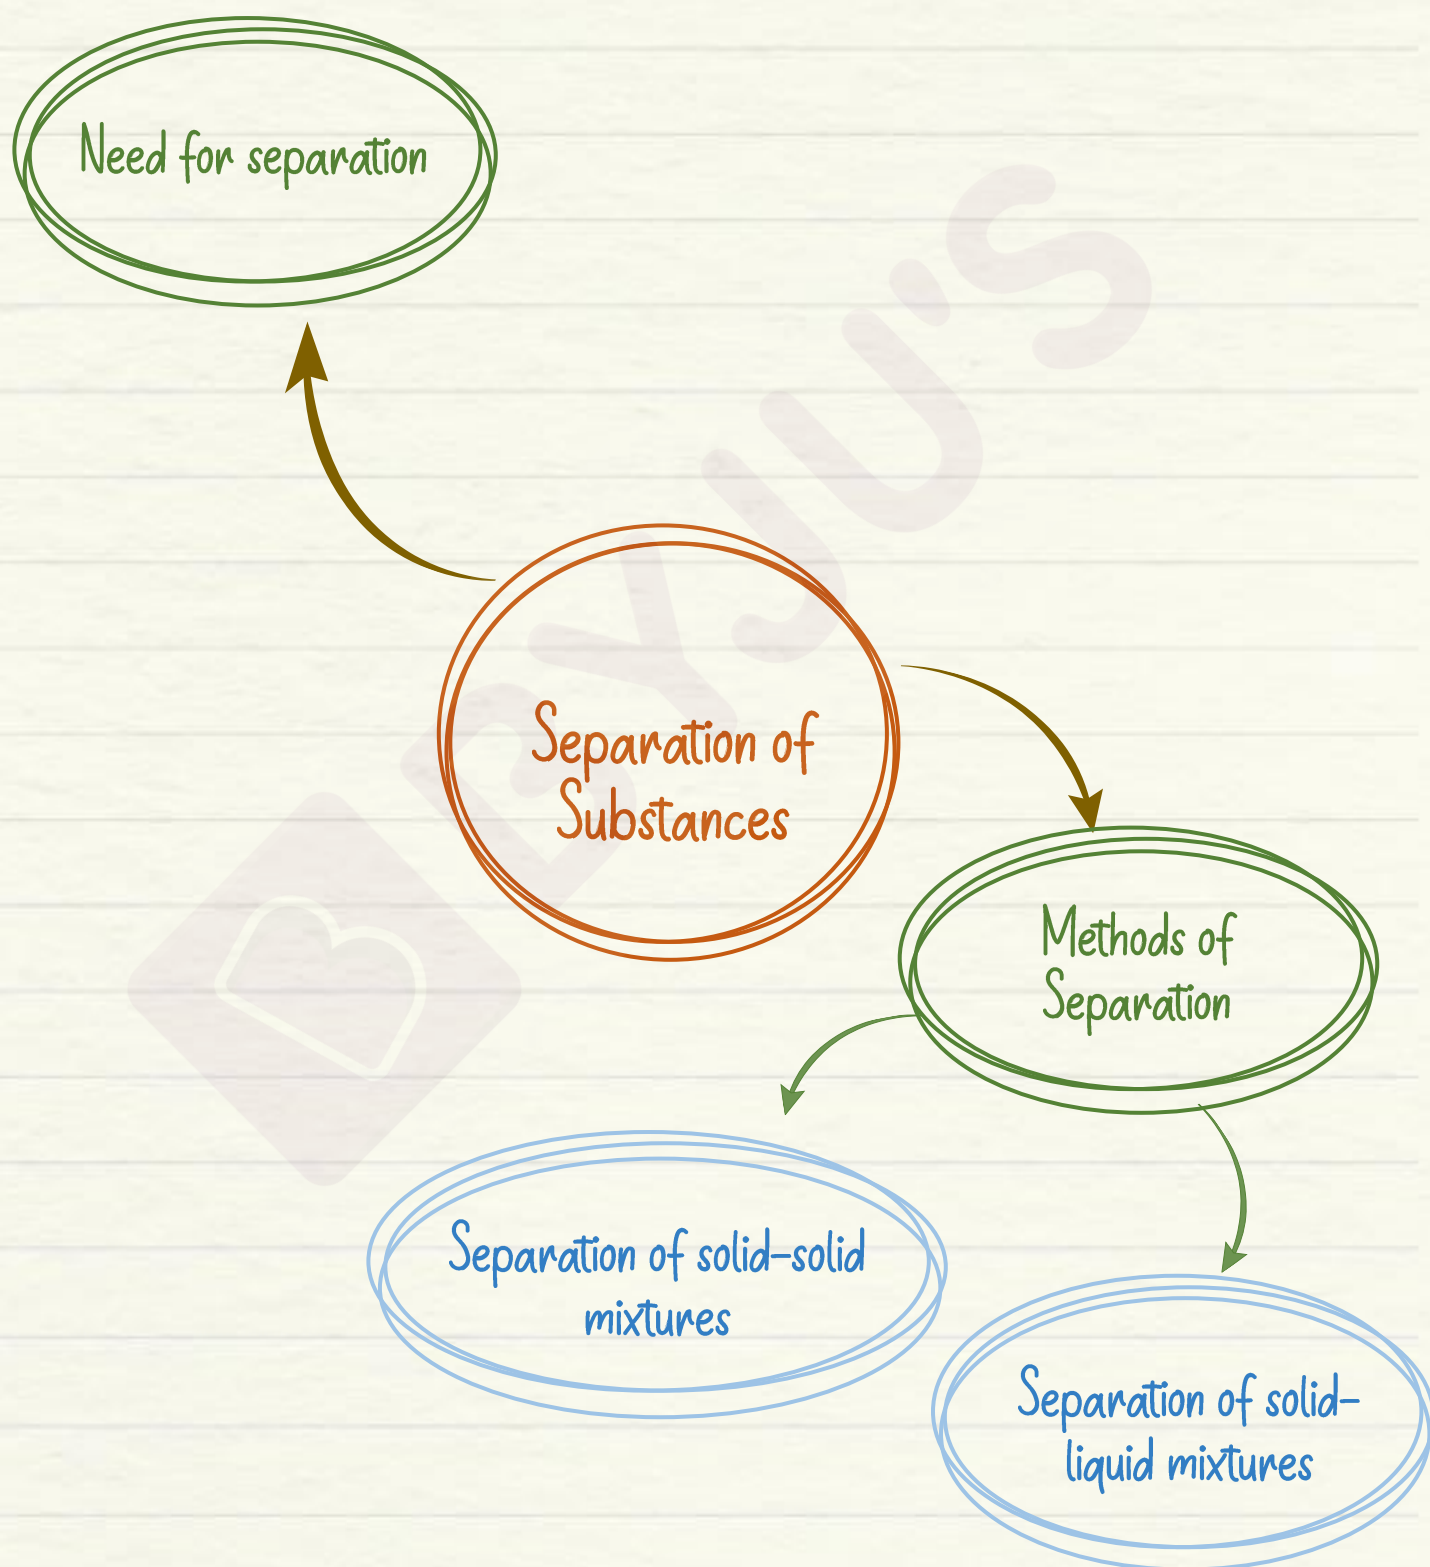 Need for separation
BYJU'S
Separation of
Substances
Methods of
Separation
Separation of solid-solid
mixtures
Separation of solid-
liquid mixtures